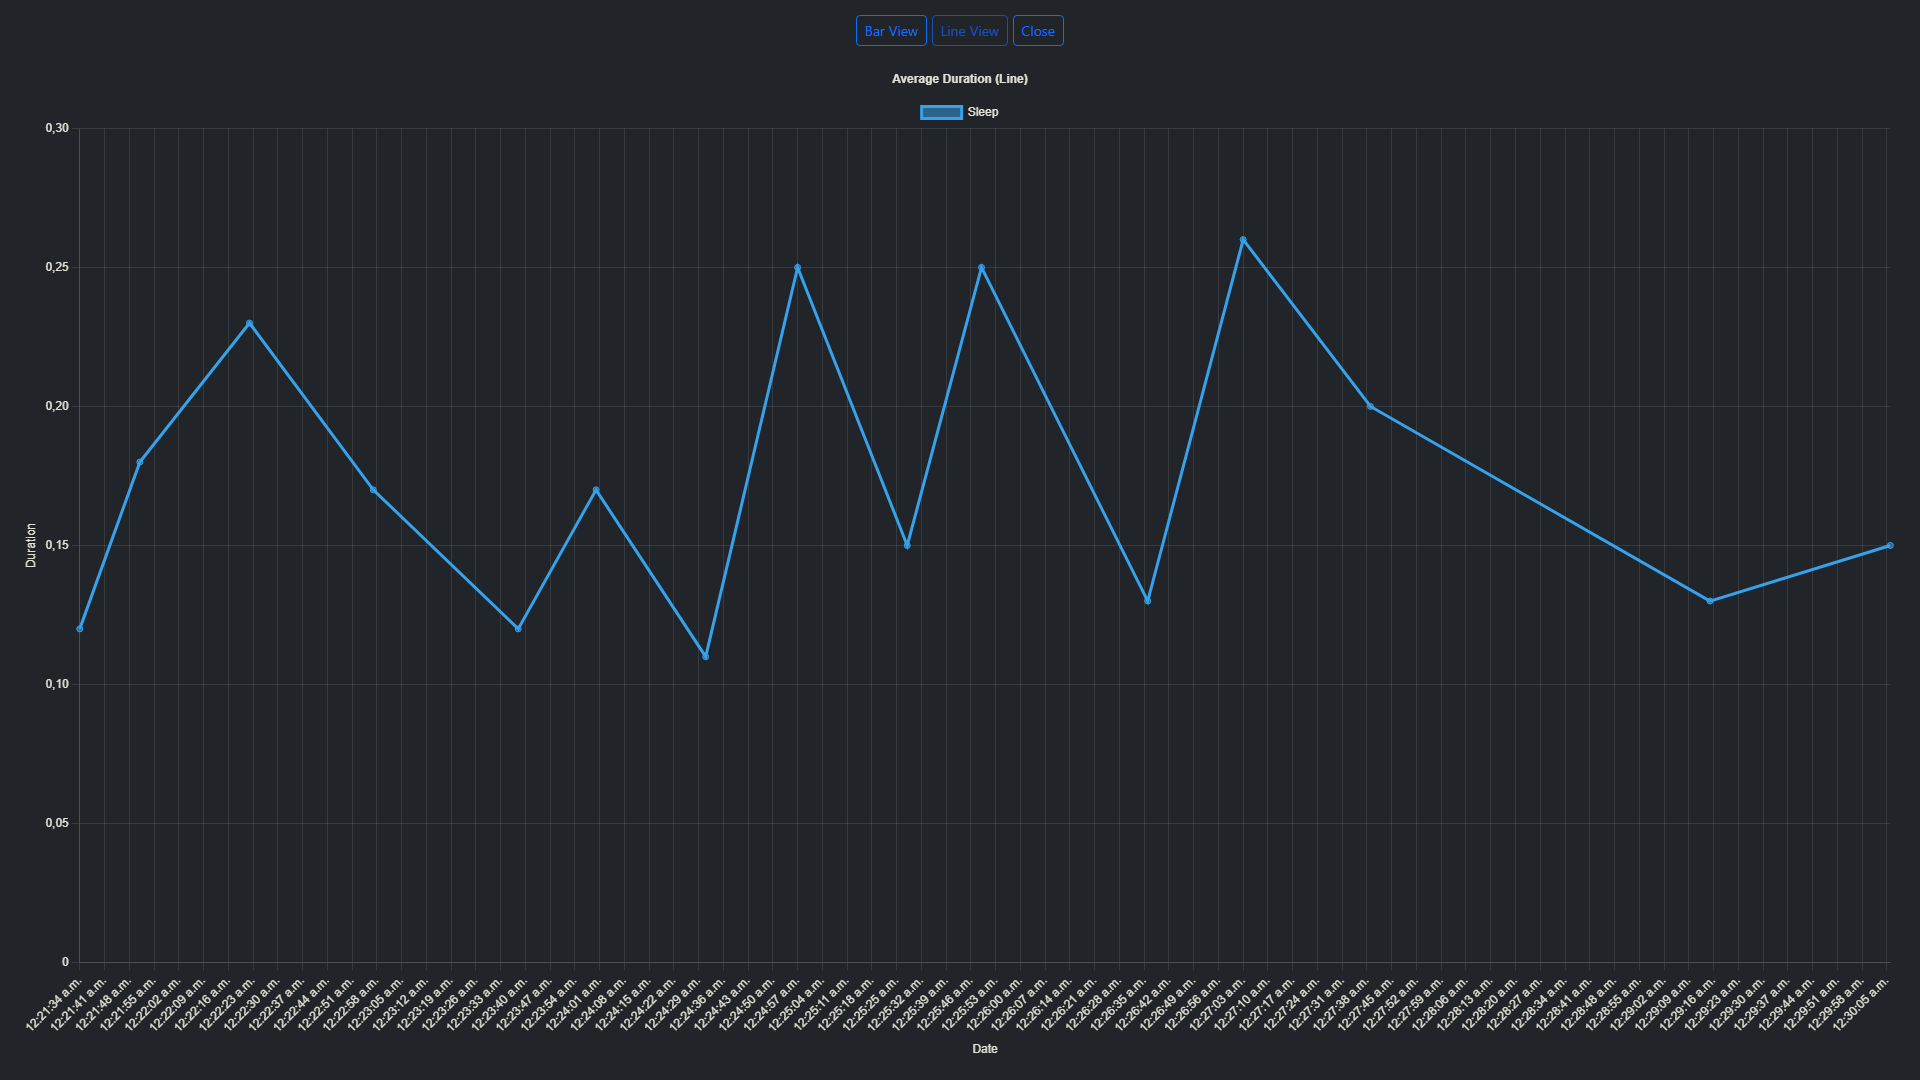 Bar View Line View Close
Average Duration (Line)
Sleep
0,30
0,25
0,20
0,15
0,10
0,05
0
Duration
12:21:34 a.m.
12:21:41 a.m.
12:21:48 a.m.
12:21:55 a.m.
12:22:02 a.m.
12:22:09 a.m.
12:22:16 a.m.
12:22:23 a.m.
12:22:30 a.m.
12:22:37 a.m.
12:22:44 a.m.
12:22:51 a.m.
12:22:58 a.m.
12:23:05 a.m.
12:23:12 a.m.
12:23:19 a.m.
12:23:26 a.m.
12:23:33 a.m.
12:23:40 a.m.
12:23:47 a.m.
12:23:54 a.m.
12:24:01 a.m.
12:24:08 a.m.
12:24:15 a.m.
12:24:22 a.m.
12:24:29 a.m.
12:24:36 a.m.
12:24:43 a.m.
12:24:50 a.m.
12:24:57 a.m.
12:25:04 a.m.
12:25:11 a.m.
12:25:18 a.m.
12:25:25 a.m.
12:25:32 a.m.
12:25:39 a.m.
12:25:46 a.m.
12:25:53 a.m.
12:26:00 a.m.
12:26:07 a.m.
12:26:14 a.m.
12:26:21 a.m.
12:26:28 a.m.
12:26:35 a.m.
12:26:42 a.m.
12:26:49 a.m.
12:26:56 a.m.
12:27:03 a.m.
12:27:10 a.m.
12:27:17 a.m.
12:27:24 a.m.
12:27:31 a.m.
12:27:38 a.m.
12:27:45 a.m.
12:27:52 a.m.
12:27:59 a.m.
12:28:06 a.m.
12:28:13 a.m.
12:28:20 a.m.
12:28:27 a.m.
12:28:34 a.m.
12:28:41 a.m.
12:28:48 a.m.
12:28:55 a.m.
12:29:02 a.m.
12:29:09 a.m.
12:29:16 a.m.
12:29:23 a.m.
12:29:30 a.m.
12:29:37 a.m.
12:29:44 a.m.
12:29:51 a.m.
12:29:58 a.m.
12:30:05 a.m.
Date